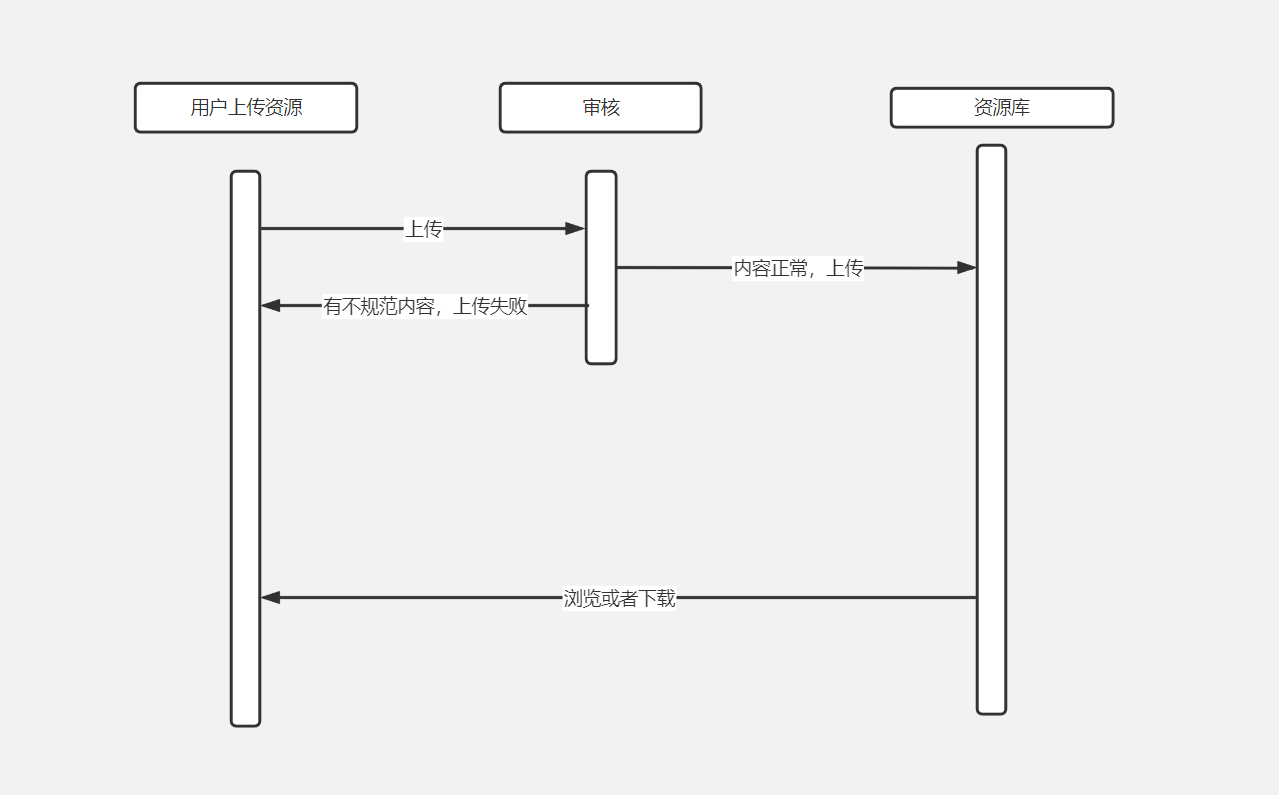 用户上传资源
审核
资源库
上传
内容正常，上传
有不规范内容，上传失败
浏览或者下载